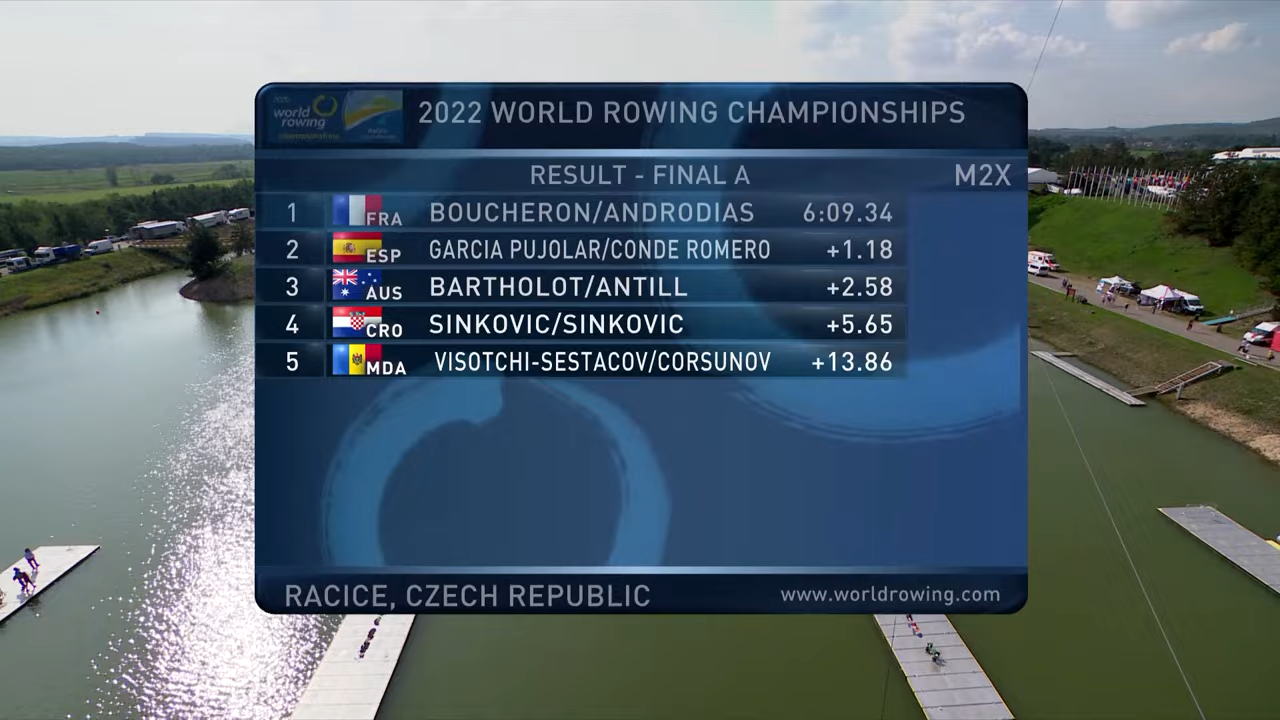 world rowing
2022 WORLD ROWING CHAMPIONSHIPS
RESULT - FINAL A M2X
1 FRA BOUCHERON/ANDRODIAS 6:09.34
2 ESP GARCIA PUJOLAR/CONDE ROMERO +1.18
3 AUS BARTHOLOT/ANTILL +2.58
4 CRO SINKOVIC/SINKOVIC +5.65
5 MDA VISOTCHI-SESTACOV/CORSUNOV +13.86
RACICE, CZECH REPUBLIC www.worldrowing.com